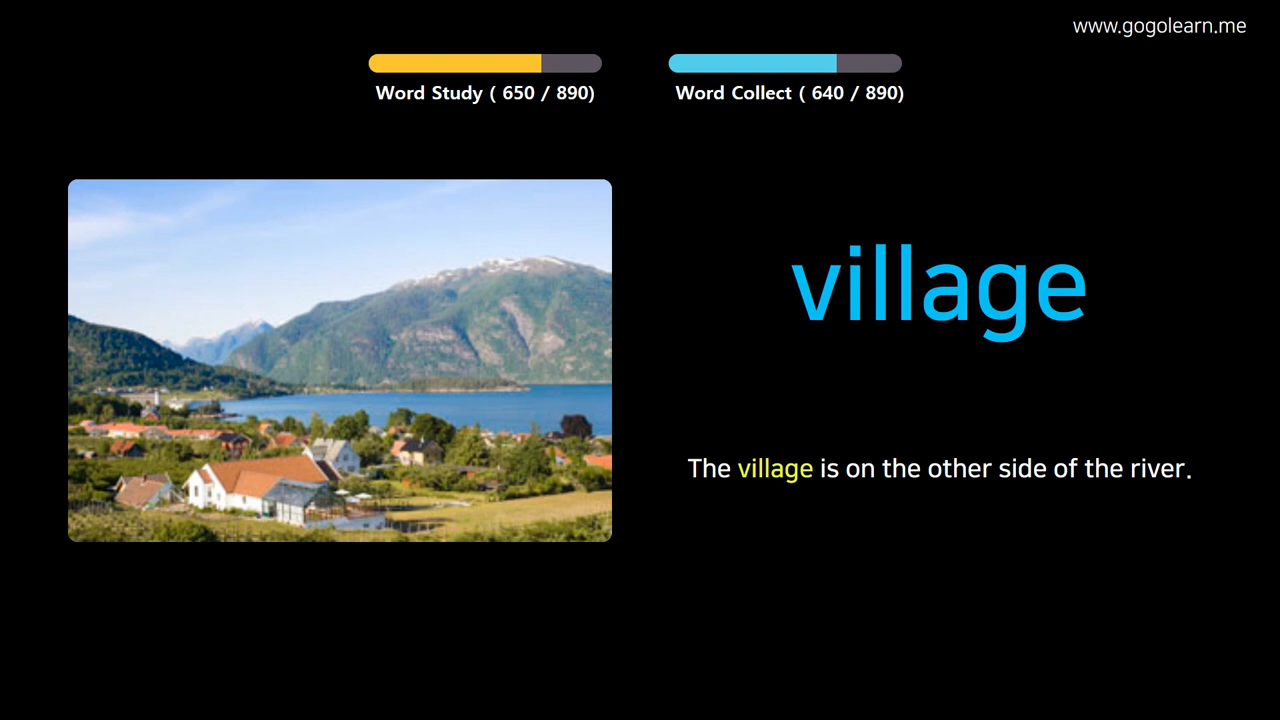 www.gogolearn.me
Word Study ( 650 / 890)
Word Collect ( 640 / 890)
village
The village is on the other side of the river.